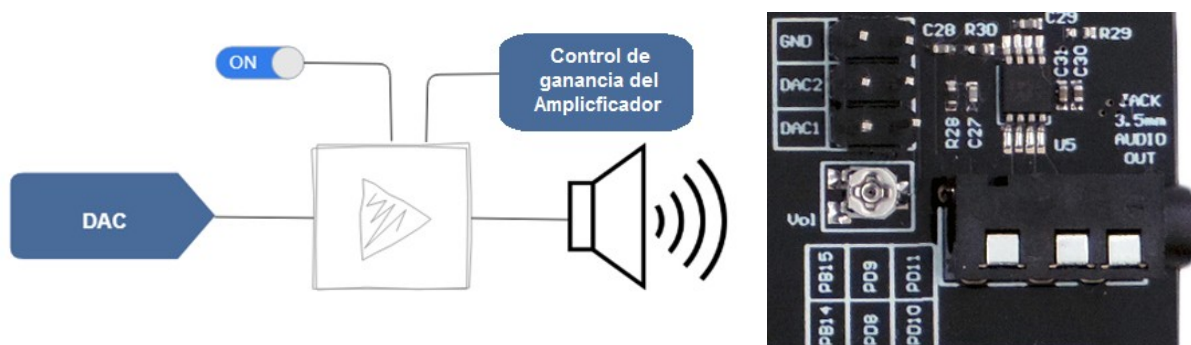 ON
Control de
ganancia del
Amplicficador
DAC
GND
DAC2
DAC1
C28 R30
C29
R29
C31
C30
R28
C27
U5
JACK
3.5mm
AUDIO
OUT
Vol
PB15 PD9 PD11
PB14 PD8 PD10